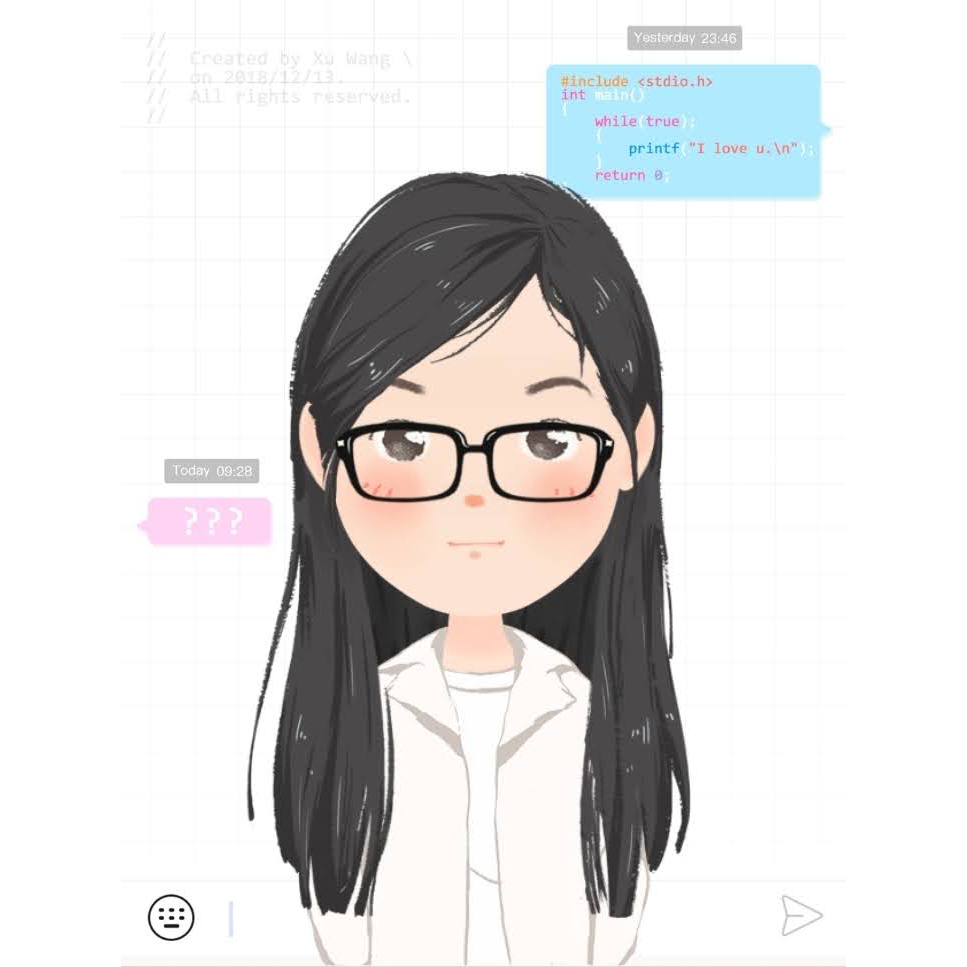 //
// Created by Xu Wang \
// on 2018/12/13.
// All rights reserved.
//
Yesterday 23:46
#include <stdio.h>
int main()
{
while(true);
{
printf("I love u.\n");
}
return 0;
Today 09:28
???